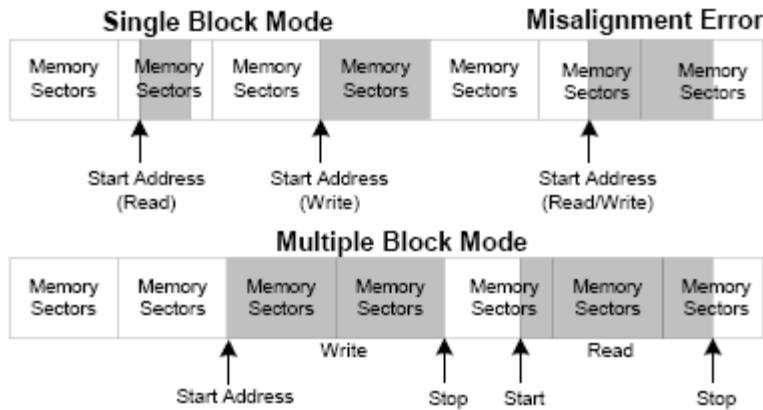 Single Block Mode
Misalignment Error
Memory Sectors
Memory Sectors
Memory Sectors
Memory Sectors
Memory Sectors
Memory Sectors
Memory Sectors
Start Address
(Read)
Start Address
(Write)
Start Address
(Read/Write)
Multiple Block Mode
Memory Sectors
Memory Sectors
Memory Sectors
Memory Sectors
Memory Sectors
Memory Sectors
Memory Sectors
Write
Read
Start Address
Stop
Start
Stop